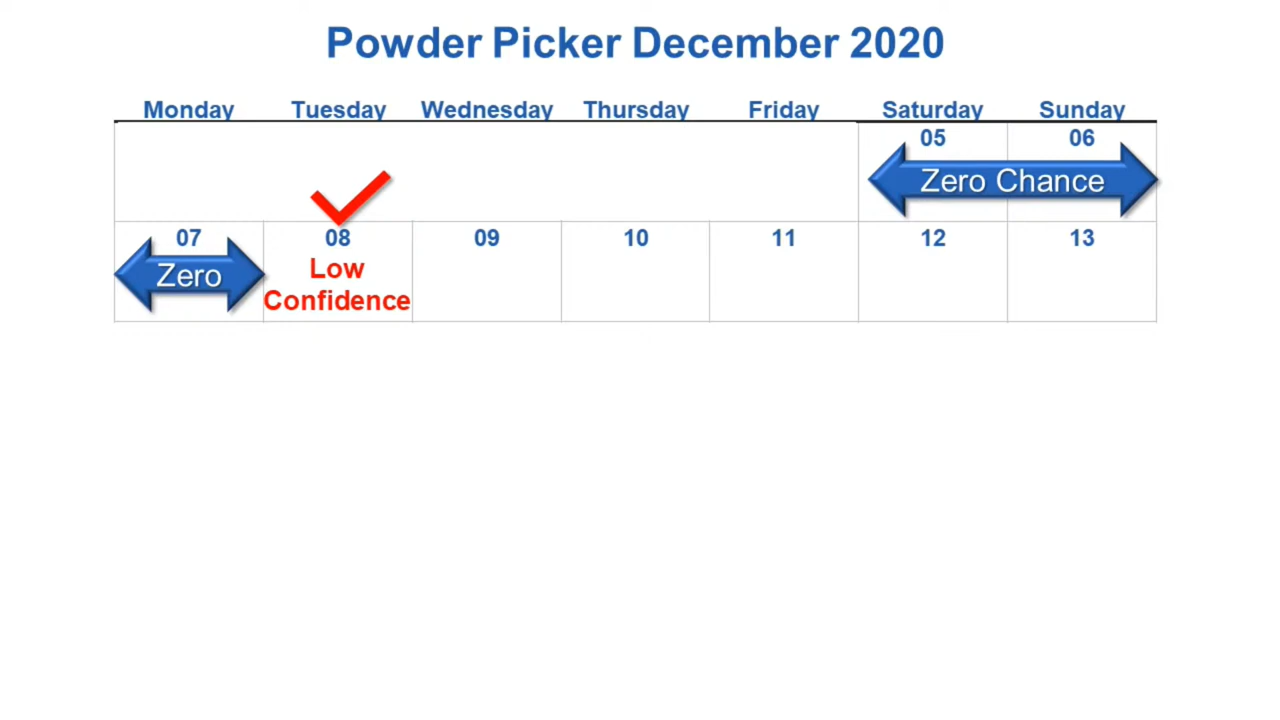 Powder Picker December 2020
Monday Tuesday Wednesday Thursday Friday Saturday Sunday
05 06
Zero Chance
07 08 09 10 11 12 13
Zero
Low
Confidence